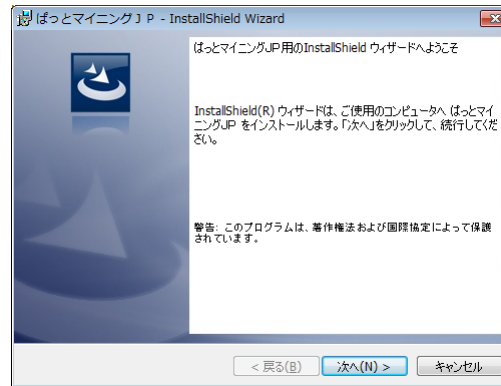 ぱっとマイニングＪＰ - InstallShield Wizard
ぱっとマイニングJP用のInstallShield ウィザードへようこそ
InstallShield(R) ウィザードは、ご使用のコンピュータへ ぱっとマイ
ニングJP をインストールします。「次へ」をクリックして、続行してくだ
さい。
警告: このプログラムは、著作権法および国際協定によって保護
されています。
< 戻る(B)
次へ(N) >
キャンセル